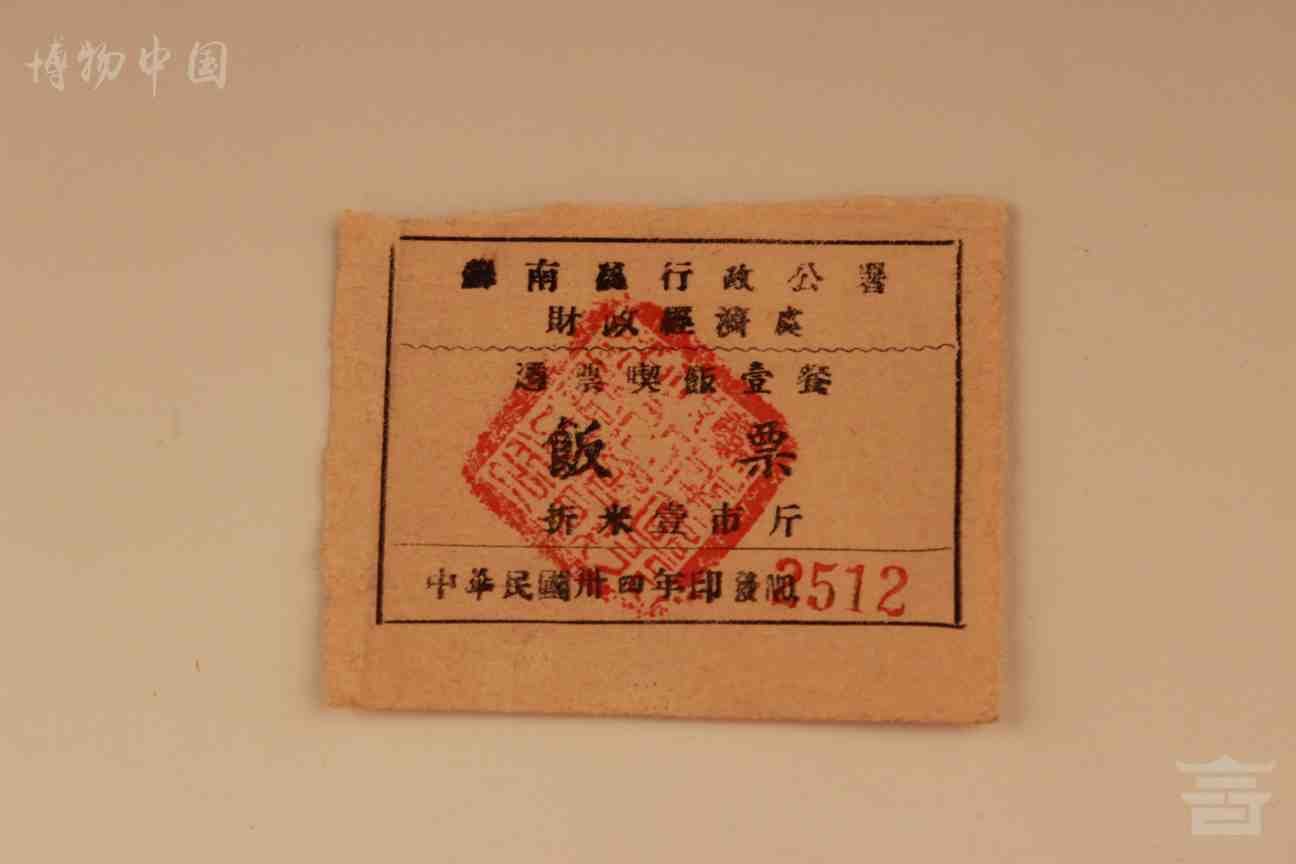 博物中国
蘇南區行政公署
財政經濟處
憑票喫飯壹餐
飯票
折米壹市斤
中華民國卅四年印發
2512